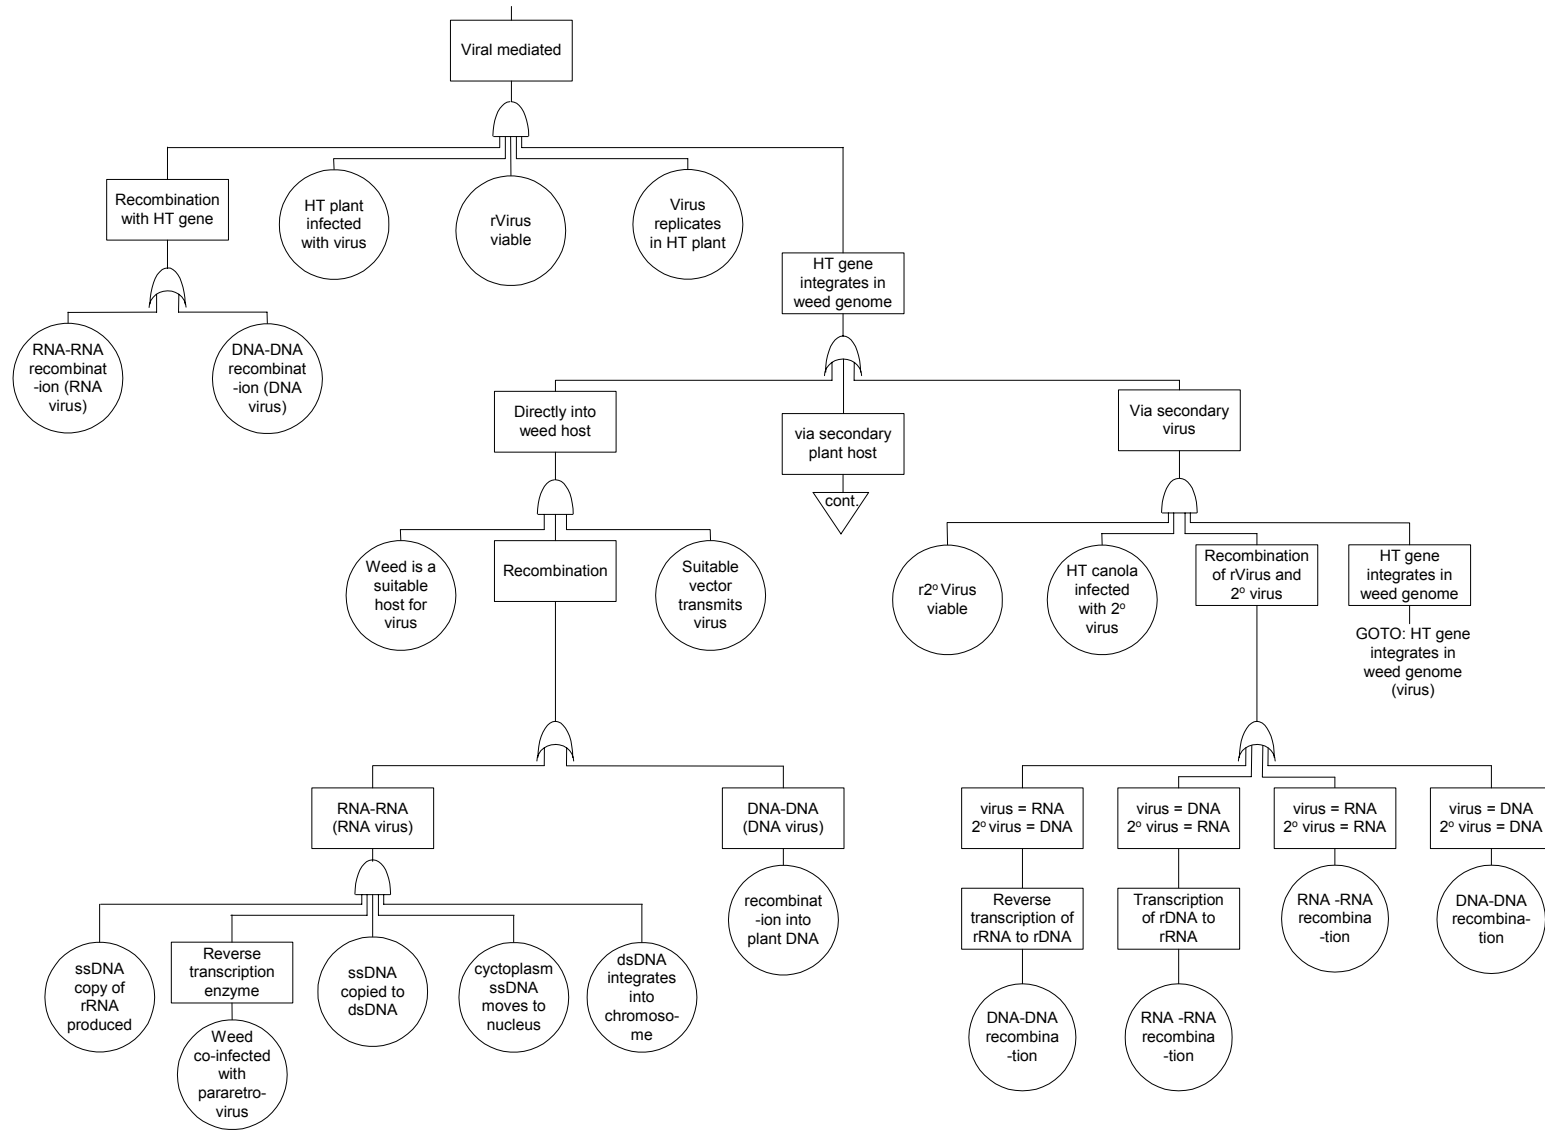 Viral mediated
Recombination
with HT gene
HT plant
infected
with virus
rVirus
viable
Virus
replicates
in HT plant
HT gene
integrates in
weed genome
RNA-RNA
recombinat
-ion (RNA
virus)
DNA-DNA
recombinat
-ion (DNA
virus)
Directly into
weed host
via secondary
plant host
cont.
Via secondary
virus
Weed is a
suitable
host for
virus
Recombination
Suitable
vector
transmits
virus
r2º Virus
viable
HT canola
infected
with 2º
virus
Recombination
of rVirus and
2º virus
HT gene
integrates in
weed genome
GOTO: HT gene
integrates in
weed genome
(virus)
RNA-RNA
(RNA virus)
DNA-DNA
(DNA virus)
recombinat
-ion into
plant DNA
virus = RNA
2º virus = DNA
virus = DNA
2º virus = RNA
virus = RNA
2º virus = RNA
virus = DNA
2º virus = DNA
ssDNA
copy of
rRNA
produced
Reverse
transcription
enzyme
Weed
co-infected
with
pararetro-
virus
ssDNA
copied to
dsDNA
cyctoplasm
ssDNA
moves to
nucleus
dsDNA
integrates
into
chromoso-
me
Reverse
transcription of
rRNA to rDNA
Transcription
of rDNA to
rRNA
RNA -RNA
recombina
-tion
DNA-DNA
recombina-
tion
DNA-DNA
recombina
-tion
RNA -RNA
recombina
-tion